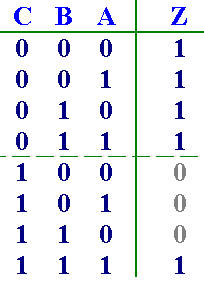 C B A Z
0 0 0 1
0 0 1 1
0 1 0 1
0 1 1 1
1 0 0 0
1 0 1 0
1 1 0 0
1 1 1 1